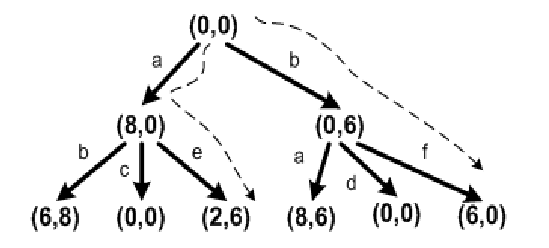 (0,0)
a b
(8,0) (0,6)
b c e a d f
(6,8) (0,0) (2,6) (8,6) (0,0) (6,0)